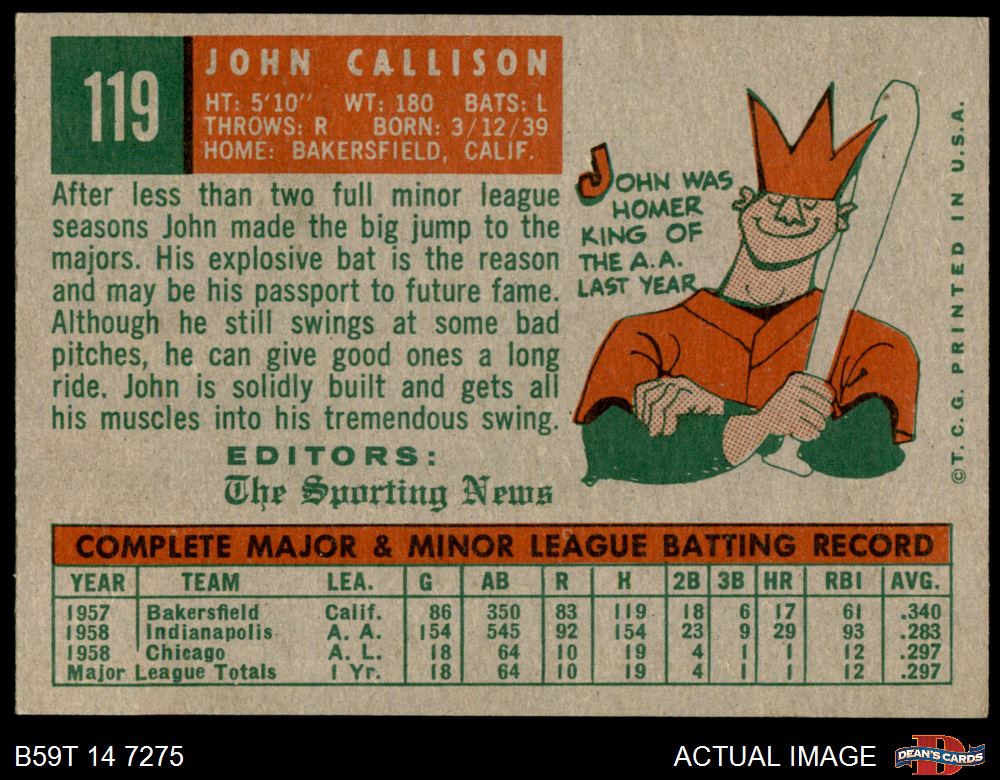 119
JOHN CALLISON
HT: 5'10" WT: 180 BATS: L
THROWS: R BORN: 3/12/39
HOME: BAKERSFIELD, CALIF.
After less than two full minor league
seasons John made the big jump to the
majors. His explosive bat is the reason
and may be his passport to future fame.
Although he still swings at some bad
pitches, he can give good ones a long
ride. John is solidly built and gets all
his muscles into his tremendous swing.
EDITORS:
The Sporting News
JOHN WAS
HOMER
KING OF
THE A.A.
LAST YEAR
©T.C.G. PRINTED IN U.S.A.
COMPLETE MAJOR & MINOR LEAGUE BATTING RECORD
YEAR TEAM LEA. G AB R H 2B 3B HR RBI AVG.
1957 Bakersfield Calif. 86 350 83 119 18 6 17 61 .340
1958 Indianapolis A. A. 154 545 92 154 23 9 29 93 .283
1958 Chicago A. L. 18 64 10 19 4 1 1 12 .297
Major League Totals 1 Yr. 18 64 10 19 4 1 1 12 .297
B59T 14 7275
ACTUAL IMAGE
DEAN'S CARDS